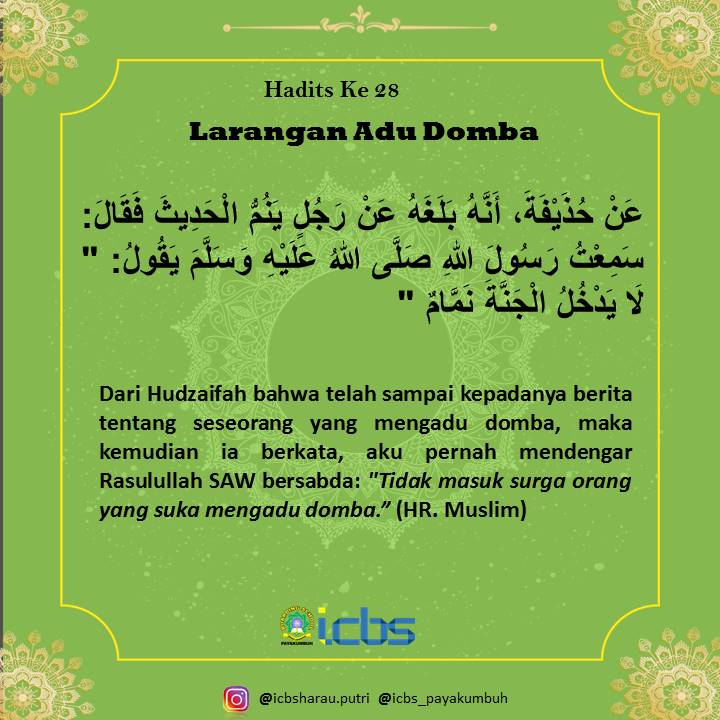 Hadits Ke 28
Larangan Adu Domba
عَنْ حُذَيْفَةَ، أَنَّهُ بَلَغَهُ عَنْ رَجُلٍ يَنُمُّ الْحَدِيثَ فَقَالَ:
سَمِعْتُ رَسُولَ اللهِ صَلَّى اللهُ عَلَيْهِ وَسَلَّمَ يَقُولُ: "
لَا يَدْخُلُ الْجَنَّةَ نَمَّامٌ "
Dari Hudzaifah bahwa telah sampai kepadanya berita
tentang seseorang yang mengadu domba, maka
kemudian ia berkata, aku pernah mendengar
Rasulullah SAW bersabda: "Tidak masuk surga orang
yang suka mengadu domba.” (HR. Muslim)
icbs
PAYAKUMBUH
@icbsharau.putri @icbs_payakumbuh